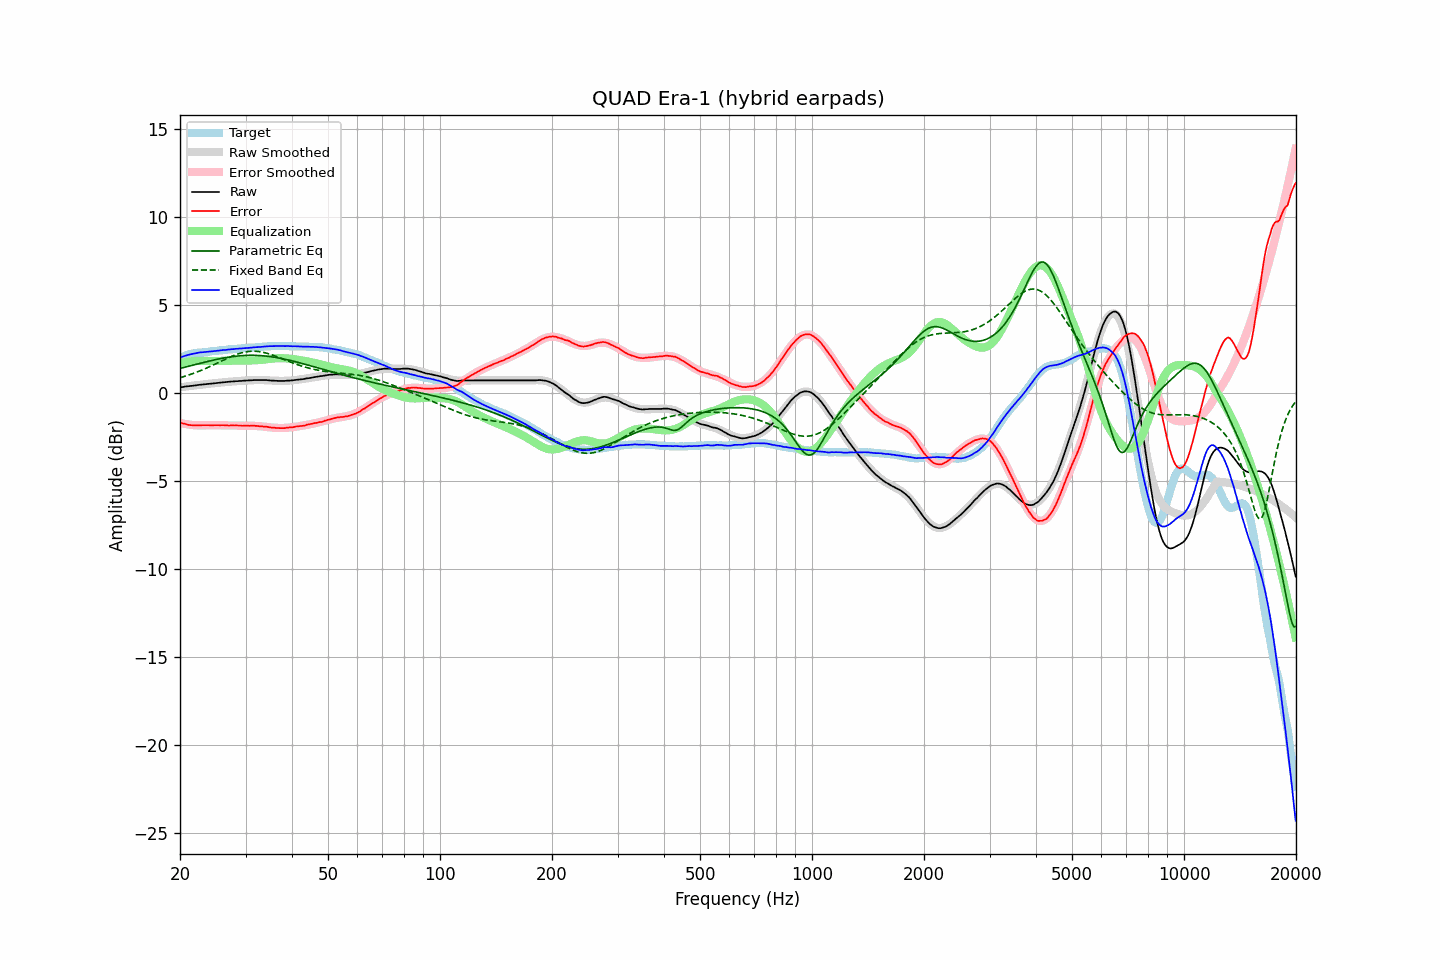 QUAD Era-1 (hybrid earpads)
Target
Raw Smoothed
Error Smoothed
Raw
Error
Equalization
Parametric Eq
Fixed Band Eq
Equalized
15
10
5
0
−5
−10
−15
−20
−25
Amplitude (dBr)
20 50 100 200 500 1000 2000 5000 10000 20000
Frequency (Hz)